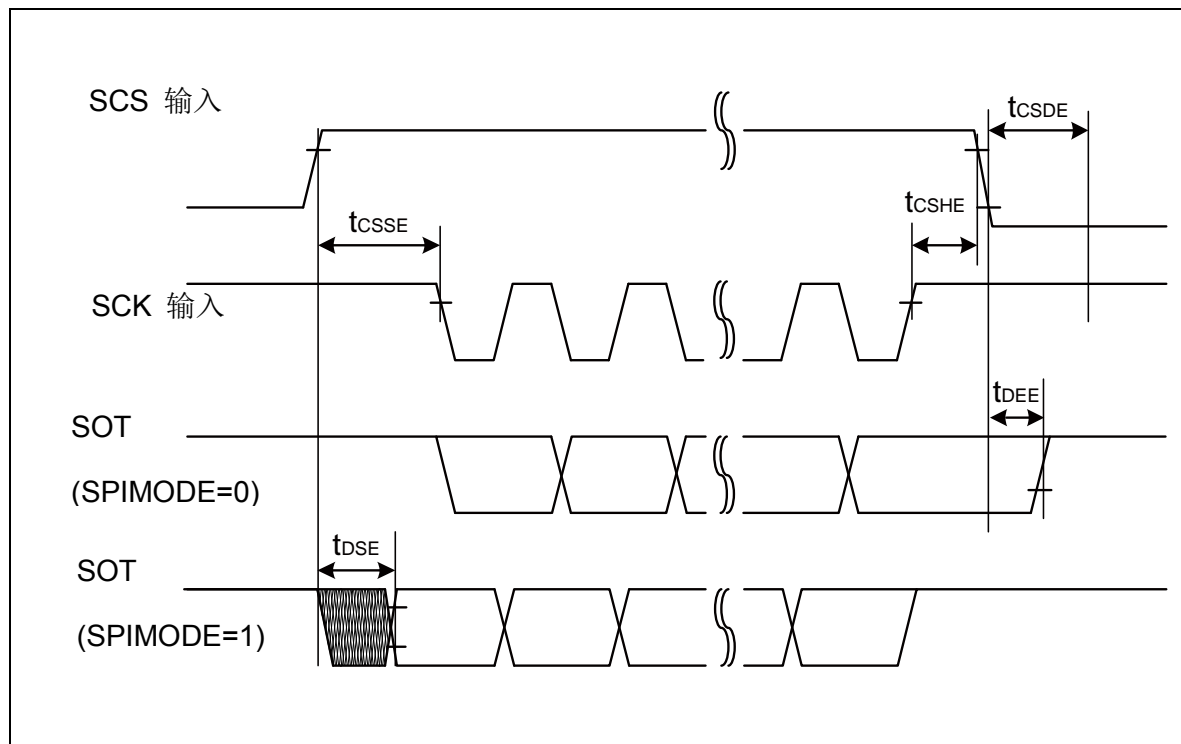 SCS 输入
tCSDE
tCSHE
tCSSE
SCK 输入
tDEE
SOT
(SPIMODE=0)
tDSE
SOT
(SPIMODE=1)